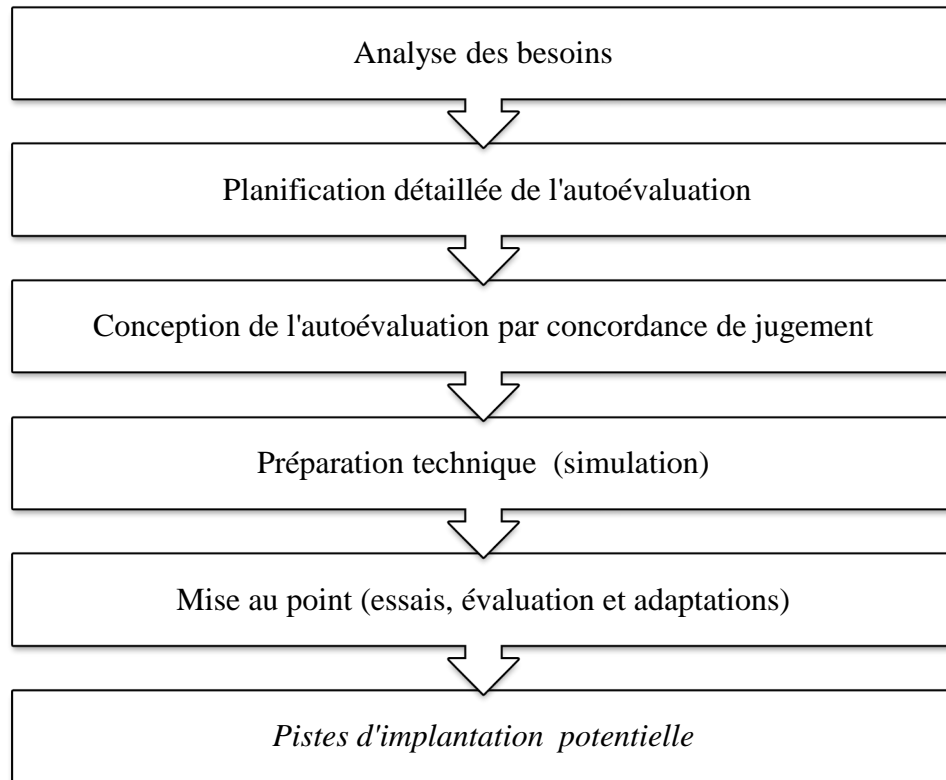 Analyse des besoins
Planification détaillée de l'autoévaluation
Conception de l'autoévaluation par concordance de jugement
Préparation technique (simulation)
Mise au point (essais, évaluation et adaptations)
Pistes d'implantation potentielle